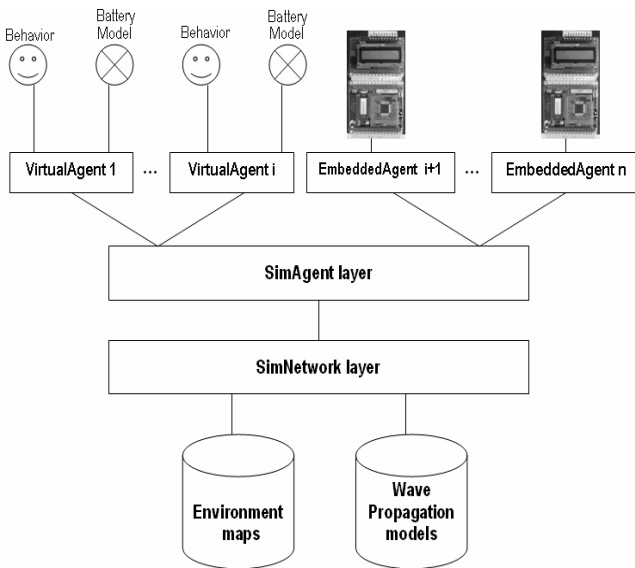 Behavior
Battery
Model
Behavior
Battery
Model
VirtualAgent 1
...
VirtualAgent i
EmbeddedAgent i+1
...
EmbeddedAgent n
SimAgent layer
SimNetwork layer
Environment
maps
Wave
Propagation
models